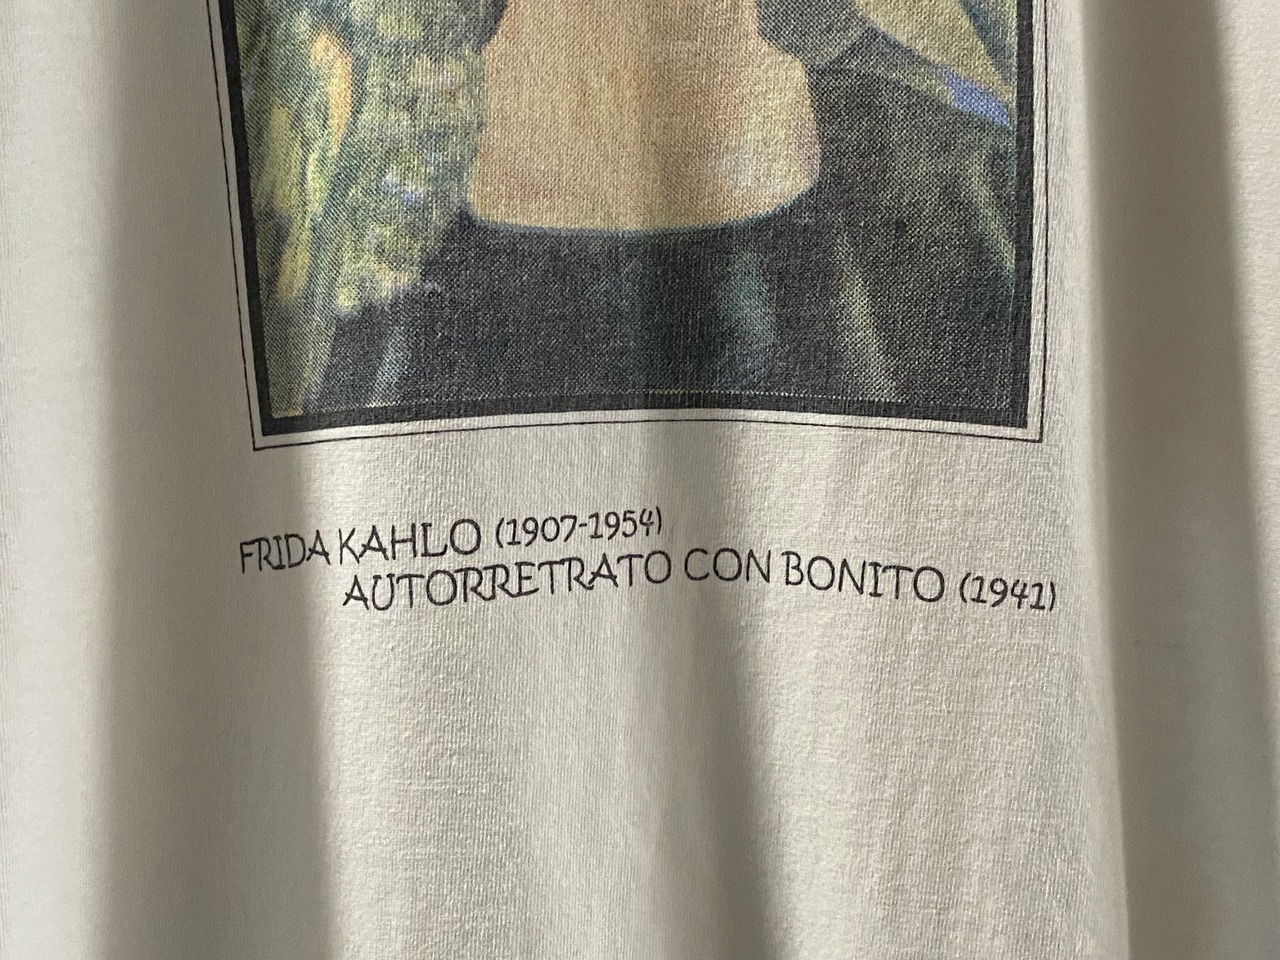 FRIDA KAHLO (1907-1954)
AUTORRETRATO CON BONITO (1941)